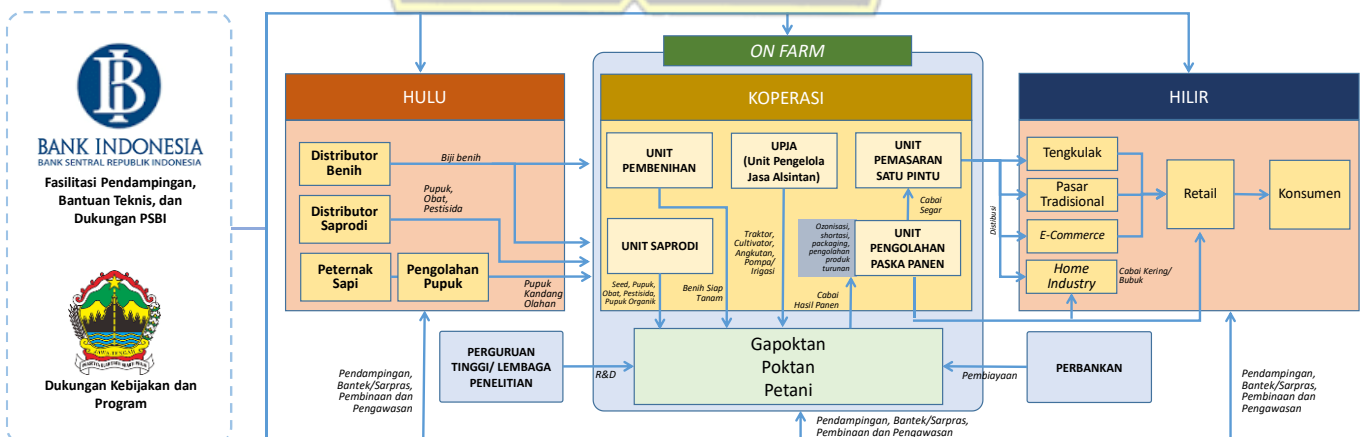 BANK INDONESIA
BANK SENTRAL REPUBLIK INDONESIA
Fasilitasi Pendampingan,
Bantuan Teknis, dan
Dukungan PSBI
JAWA TENGAH
Dukungan Kebijakan dan
Program
HULU
Distributor
Benih
Biji benih
Distributor
Saprodi
Pupuk,
Obat,
Pestisida
Peternak
Sapi
Pengolahan
Pupuk
Pupuk
Kandang
Olahan
Pendampingan,
Bantek/Sarpras,
Pembinaan dan
Pengawasan
ON FARM
KOPERASI
UNIT
PEMBENIHAN
UPJA
(Unit Pengelola
Jasa Alsintan)
UNIT
PEMASARAN
SATU PINTU
UNIT SAPRODI
Cabai
Segar
Ozonisasi,
shortasi,
packaging,
pengolahan
produk
turunan
UNIT
PENGOLAHAN
PASKA PANEN
Traktor,
Cultivator,
Angkutan,
Pompa/
Irigasi
Seed, Pupuk,
Obat, Pestisida,
Pupuk Organik
Benih Siap
Tanam
Cabai
Hasil Panen
PERGURUAN
TINGGI/ LEMBAGA
PENELITIAN
R&D
Gapoktan
Poktan
Petani
Pembiayaan
PERBANKAN
Pendampingan, Bantek/Sarpras,
Pembinaan dan Pengawasan
HILIR
Distibusi
Tengkulak
Pasar
Tradisional
E-Commerce
Home
Industry
Cabai Kering/
Bubuk
Retail
Konsumen
Pendampingan,
Bantek/Sarpras,
Pembinaan dan
Pengawasan